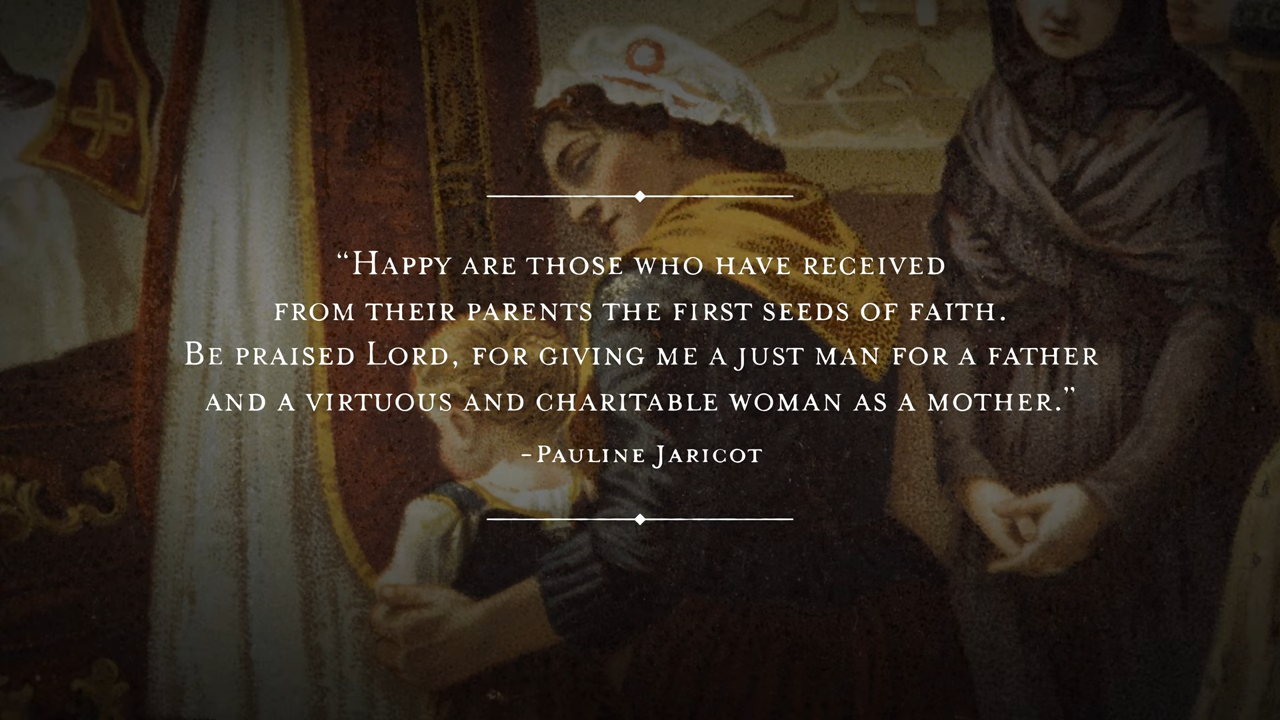 “Happy are those who have received
from their parents the first seeds of faith.
Be praised Lord, for giving me a just man for a father
and a virtuous and charitable woman as a mother.”
-Pauline Jaricot